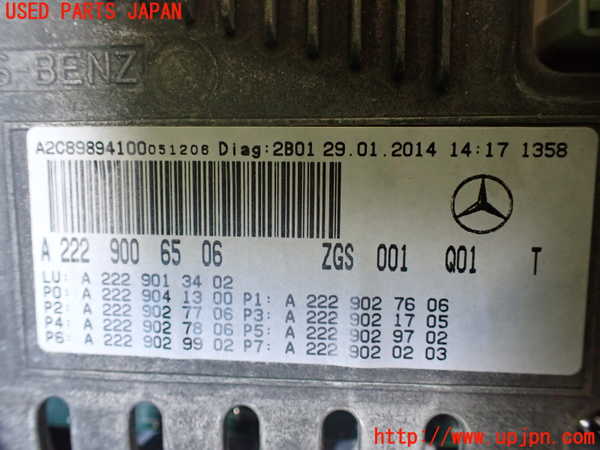 USED PARTS JAPAN
S-BENZ
A2C89894100051206 Diag:2B01 29.01.2014 14:17 1358
A 222 900 65 06 ZGS 001 Q01 T
LU: A 222 901 34 02
P0: A 222 904 13 00 P1: A 222 902 76 06
P2: A 222 902 77 06 P3: A 222 902 17 05
P4: A 222 902 78 06 P5: A 222 902 97 02
P6: A 222 902 99 02 P7: A 222 902 02 03
http://www.upjpn.com/